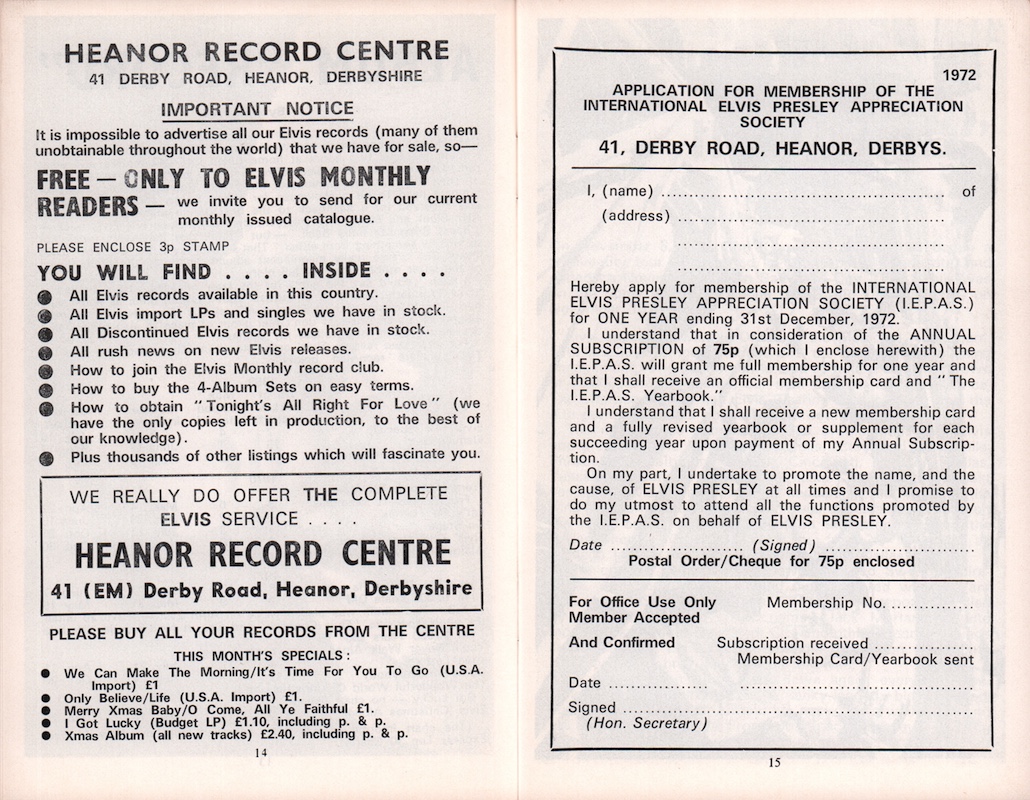 HEANOR RECORD CENTRE
41 DERBY ROAD, HEANOR, DERBYSHIRE
IMPORTANT NOTICE
It is impossible to advertise all our Elvis records (many of them
unobtainable throughout the world) that we have for sale, so—
FREE — ONLY TO ELVIS MONTHLY
READERS — we invite you to send for our current
monthly issued catalogue.
PLEASE ENCLOSE 3p STAMP
YOU WILL FIND . . . . INSIDE . . . .
● All Elvis records available in this country.
● All Elvis import LPs and singles we have in stock.
● All Discontinued Elvis records we have in stock.
● All rush news on new Elvis releases.
● How to join the Elvis Monthly record club.
● How to buy the 4-Album Sets on easy terms.
● How to obtain "Tonight's All Right For Love" (we
have the only copies left in production, to the best of
our knowledge).
● Plus thousands of other listings which will fascinate you.
WE REALLY DO OFFER THE COMPLETE
ELVIS SERVICE . . . .
HEANOR RECORD CENTRE
41 (EM) Derby Road, Heanor, Derbyshire
PLEASE BUY ALL YOUR RECORDS FROM THE CENTRE
THIS MONTH'S SPECIALS:
● We Can Make The Morning/It's Time For You To Go (U.S.A.
Import) £1
● Only Believe/Life (U.S.A. Import) £1.
● Merry Xmas Baby/O Come, All Ye Faithful £1.
● I Got Lucky (Budget LP) £1.10, including p. & p.
● Xmas Album (all new tracks) £2.40, including p. & p.
14
1972
APPLICATION FOR MEMBERSHIP OF THE
INTERNATIONAL ELVIS PRESLEY APPRECIATION
SOCIETY
41, DERBY ROAD, HEANOR, DERBYS.
I, (name) .................................................. of
(address) ..................................................
..................................................
..................................................
Hereby apply for membership of the INTERNATIONAL
ELVIS PRESLEY APPRECIATION SOCIETY (I.E.P.A.S.)
for ONE YEAR ending 31st December, 1972.
I understand that in consideration of the ANNUAL
SUBSCRIPTION of 75p (which I enclose herewith) the
I.E.P.A.S. will grant me full membership for one year and
that I shall receive an official membership card and "The
I.E.P.A.S. Yearbook."
I understand that I shall receive a new membership card
and a fully revised yearbook or supplement for each
succeeding year upon payment of my Annual Subscrip-
tion.
On my part, I undertake to promote the name, and the
cause, of ELVIS PRESLEY at all times and I promise to
do my utmost to attend all the functions promoted by
the I.E.P.A.S. on behalf of ELVIS PRESLEY.
Date ........................ (Signed) ..........................
Postal Order/Cheque for 75p enclosed
For Office Use Only Membership No. ...............
Member Accepted
And Confirmed Subscription received ..................
Membership Card/Yearbook sent
Date .................. ..........................................
Signed ..................................................
(Hon. Secretary)
15